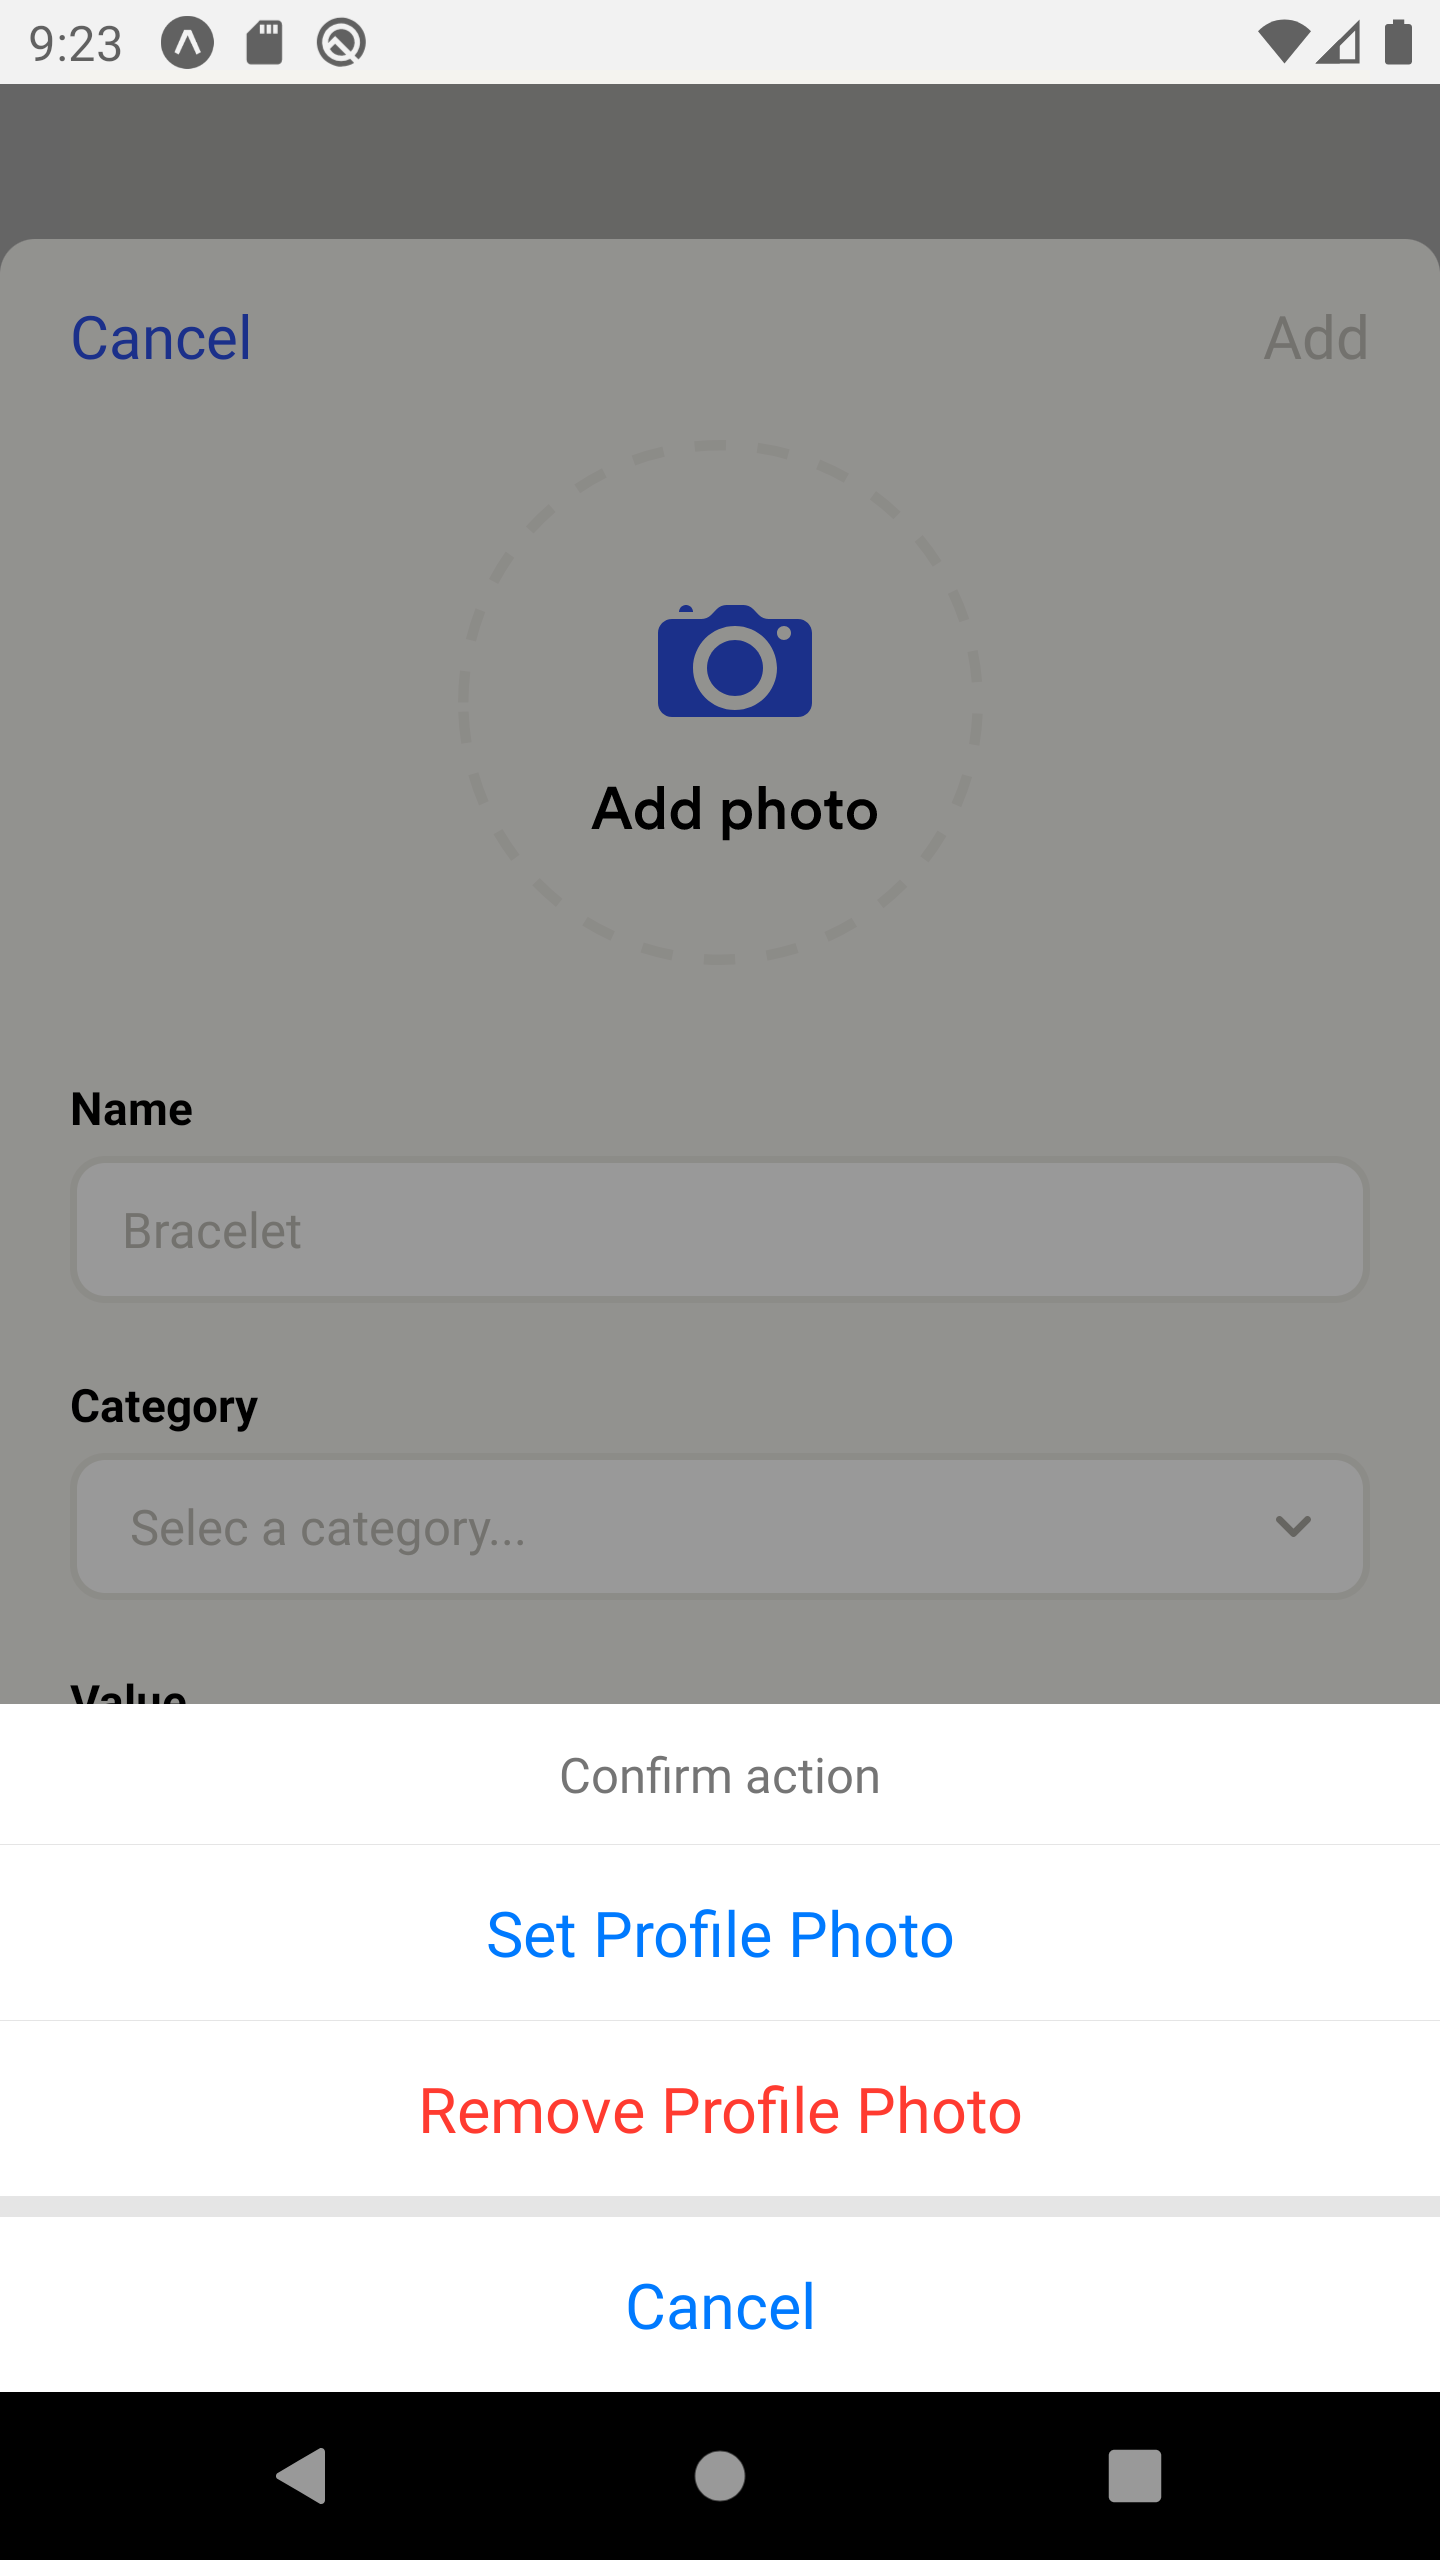 9:23
Cancel
Add
Add photo
Name
Bracelet
Category
Selec a category...
Value
Confirm action
Set Profile Photo
Remove Profile Photo
Cancel